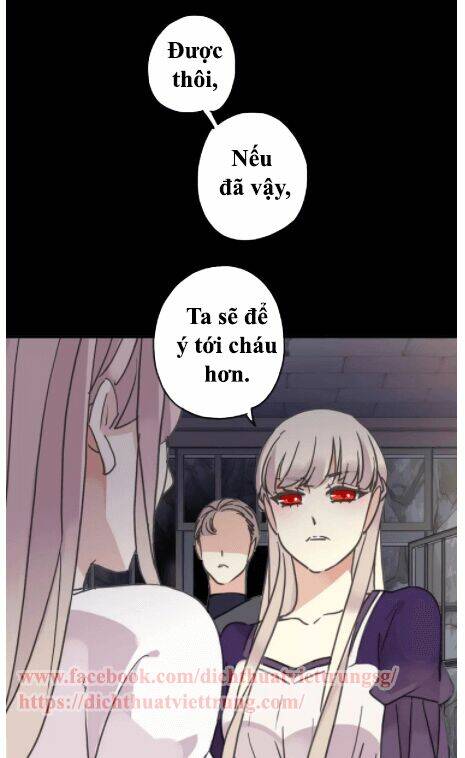 Được
thôi,
Nếu
đã vậy,
Ta sẽ để
ý tới cháu
hơn.
www.facebook.com/dichthuatviettrungsg/
https://dichthuatviettrung.com/